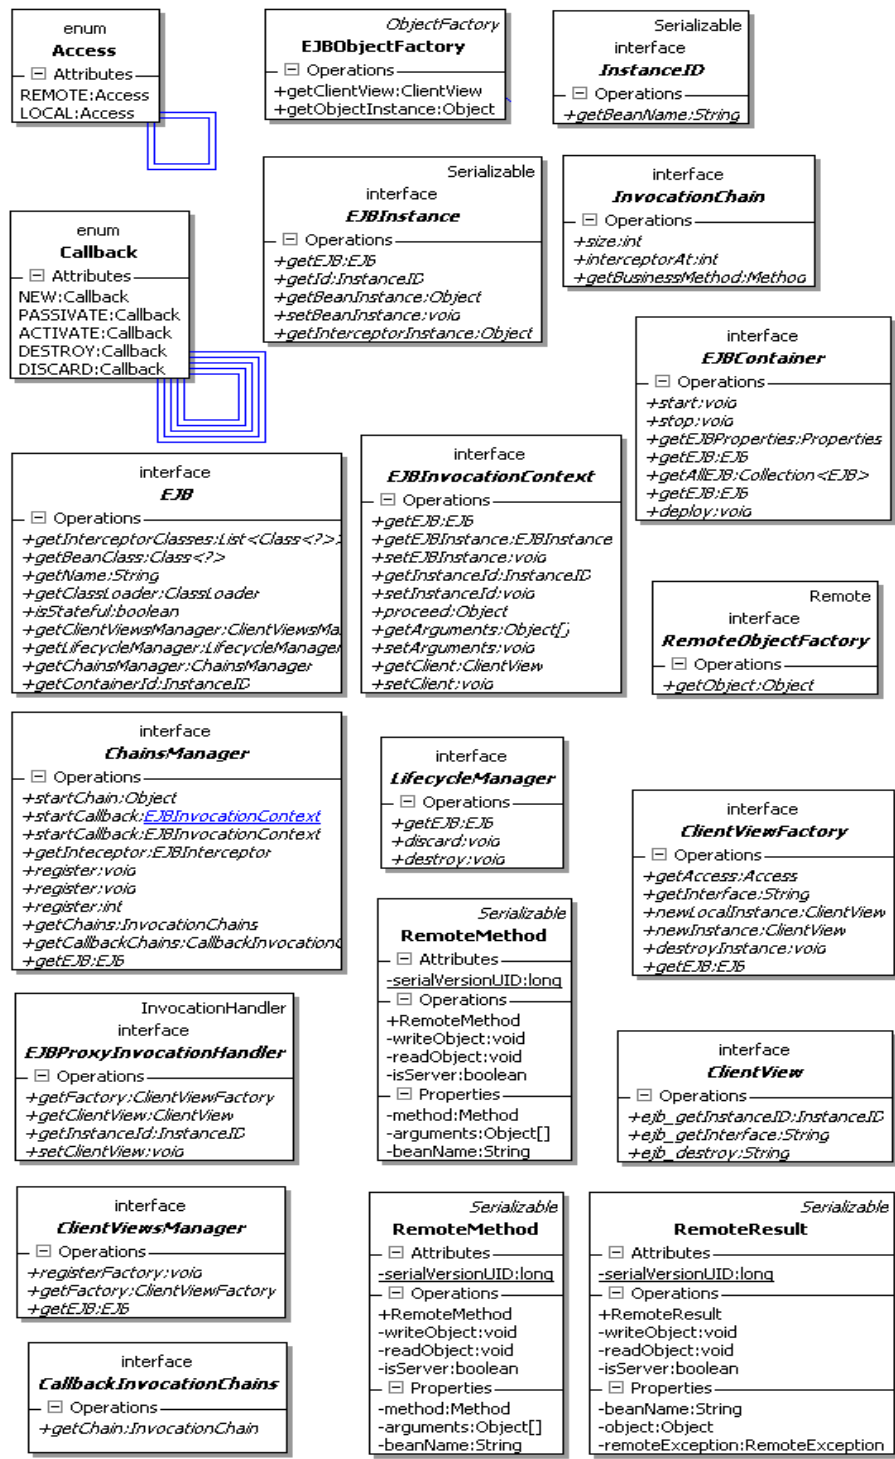 enum
Access
Attributes
REMOTE:Access
LOCAL:Access
ObjectFactory
EJBObjectFactory
Operations
+getClientView:ClientView
+getObjectInstance:Object
Serializable
interface
InstanceID
Operations
+getBeanName:String
Serializable
interface
EJBInstance
Operations
+getEJB:EJB
+getId:InstanceID
+getBeanInstance:Object
+setBeanInstance:void
+getInterceptorInstance:Object
interface
InvocationChain
Operations
+size:int
+interceptorAt:int
+getBusinessMethod:Method
enum
Callback
Attributes
NEW:Callback
PASSIVATE:Callback
ACTIVATE:Callback
DESTROY:Callback
DISCARD:Callback
interface
EJBContainer
Operations
+start:void
+stop:void
+getEJBProperties:Properties
+getEJB:EJB
+getAllEJB:Collection<EJB>
+getEJB:EJB
+deploy:void
interface
EJB
Operations
+getInterceptorClasses:List<Class<?>>
+getBeanClass:Class<?>
+getName:String
+getClassLoader:ClassLoader
+isStateful:boolean
+getClientViewsManager:ClientViewsMa
+getLifecycleManager:LifecycleManager
+getChainsManager:ChainsManager
+getContainerId:InstanceID
interface
EJBInvocationContext
Operations
+getEJB:EJB
+getEJBInstance:EJBInstance
+setEJBInstance:void
+getInstanceId:InstanceID
+setInstanceId:void
+proceed:Object
+getArguments:Object[]
+setArguments:void
+getClient:ClientView
+setClient:void
Remote
interface
RemoteObjectFactory
Operations
+getObject:Object
interface
ChainsManager
Operations
+startChain:Object
+startCallback:EJBInvocationContext
+startCallback:EJBInvocationContext
+getInteceptor:EJBInterceptor
+register:void
+register:void
+register:int
+getChains:InvocationChains
+getCallbackChains:CallbackInvocationC
+getEJB:EJB
interface
LifecycleManager
Operations
+getEJB:EJB
+discard:void
+destroy:void
interface
ClientViewFactory
Operations
+getAccess:Access
+getInterface:String
+newLocalInstance:ClientView
+newInstance:ClientView
+destroyInstance:void
+getEJB:EJB
Serializable
RemoteMethod
Attributes
-serialVersionUID:long
Operations
+RemoteMethod
-writeObject:void
-readObject:void
-isServer:boolean
Properties
-method:Method
-arguments:Object[]
-beanName:String
InvocationHandler
interface
EJBProxyInvocationHandler
Operations
+getFactory:ClientViewFactory
+getClientView:ClientView
+getInstanceId:InstanceID
+setClientView:void
interface
ClientView
Operations
+ejb_getInstanceID:InstanceID
+ejb_getInterface:String
+ejb_destroy:String
interface
ClientViewsManager
Operations
+registerFactory:void
+getFactory:ClientViewFactory
+getEJB:EJB
Serializable
RemoteMethod
Attributes
-serialVersionUID:long
Operations
+RemoteMethod
-writeObject:void
-readObject:void
-isServer:boolean
Properties
-method:Method
-arguments:Object[]
-beanName:String
Serializable
RemoteResult
Attributes
-serialVersionUID:long
Operations
+RemoteResult
-writeObject:void
-readObject:void
-isServer:boolean
Properties
-beanName:String
-object:Object
-remoteException:RemoteException
interface
CallbackInvocationChains
Operations
+getChain:InvocationChain